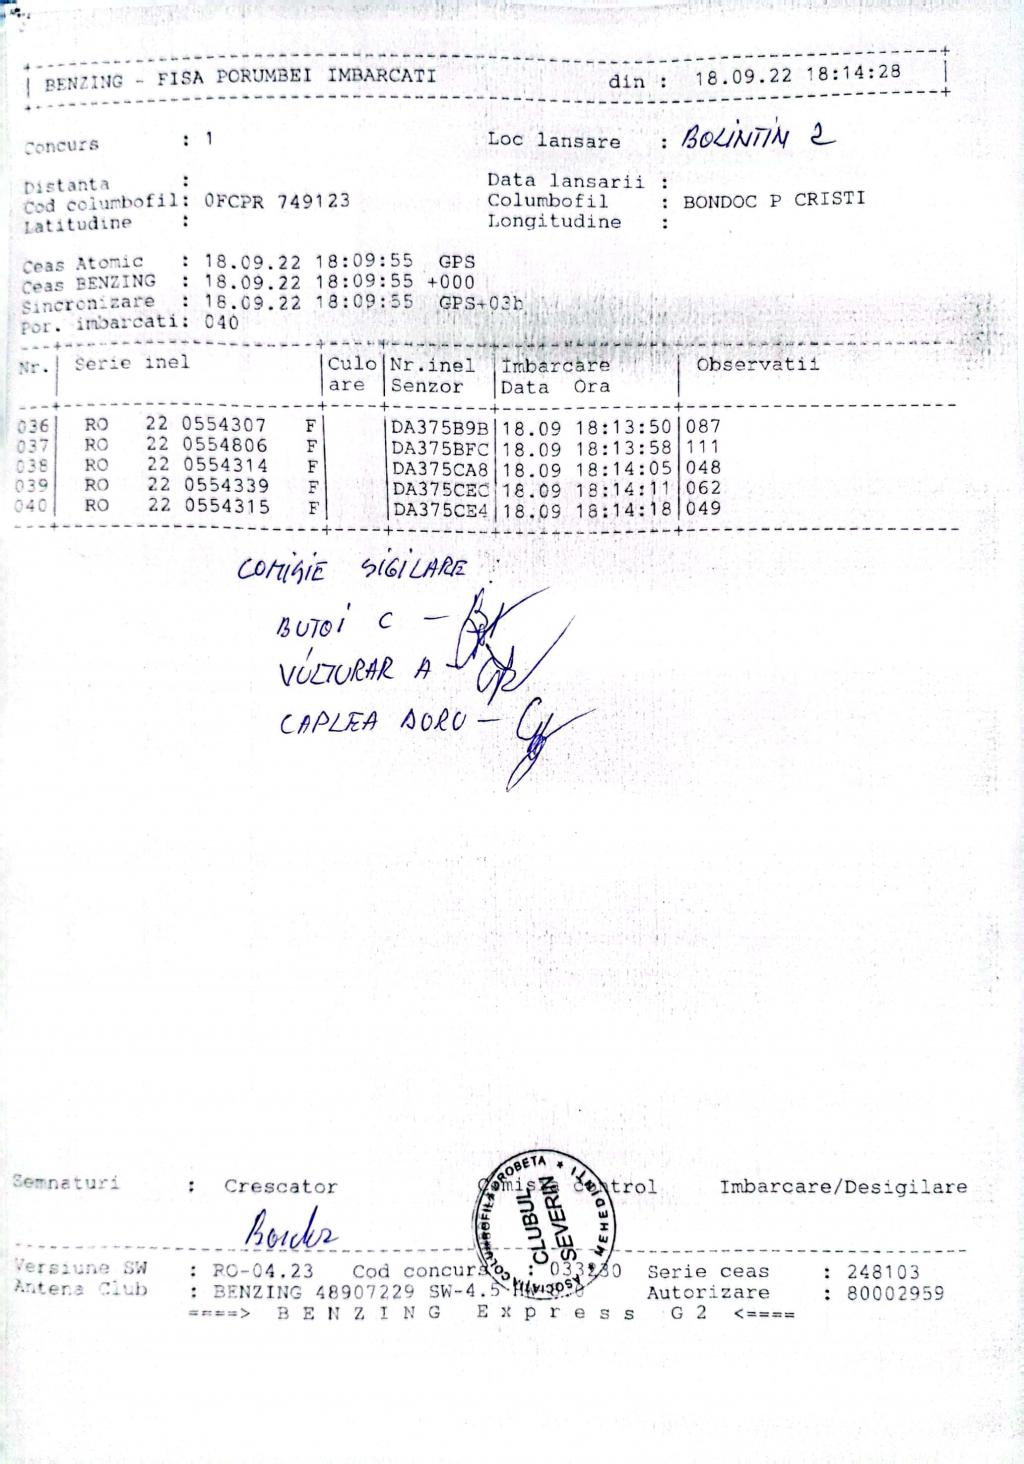 BENZING - FISA PORUMBEI IMBARCATI din : 18.09.22 18:14:28
Concurs : 1 Loc lansare : BOLINTIN 2
Distanta : Data lansarii :
Cod columbofil: 0FCPR 749123 Columbofil : BONDOC P CRISTI
Latitudine : Longitudine :
Ceas Atomic : 18.09.22 18:09:55 GPS
Ceas BENZING : 18.09.22 18:09:55 +000
Sincronizare : 18.09.22 18:09:55 GPS+03h
Por. imbarcati: 040
Nr. Serie inel Culo Nr.inel Imbarcare Observatii
are Senzor Data Ora
036 RO 22 0554307 F DA375B9B 18.09 18:13:50 087
037 RO 22 0554806 F DA375BFC 18.09 18:13:58 111
038 RO 22 0554314 F DA375CA8 18.09 18:14:05 048
039 RO 22 0554339 F DA375CEC 18.09 18:14:11 062
040 RO 22 0554315 F DA375CE4 18.09 18:14:18 049
COMISIE SIGILARE :
BUTOI C -
VULTURAR A -
CAPLEA DORU -
Semnaturi : Crescator Comisia control Imbarcare/Desigilare
ASOCIAȚIA COLUMBOFILĂ DROBETA * MEHEDINȚI *
CLUBUL
SEVERIN
Versiune SW : RO-04.23 Cod concurs : 033230 Serie ceas : 248103
Antena Club : BENZING 48907229 SW-4.5 Autorizare : 80002959
====> B E N Z I N G E x p r e s s G 2 <====